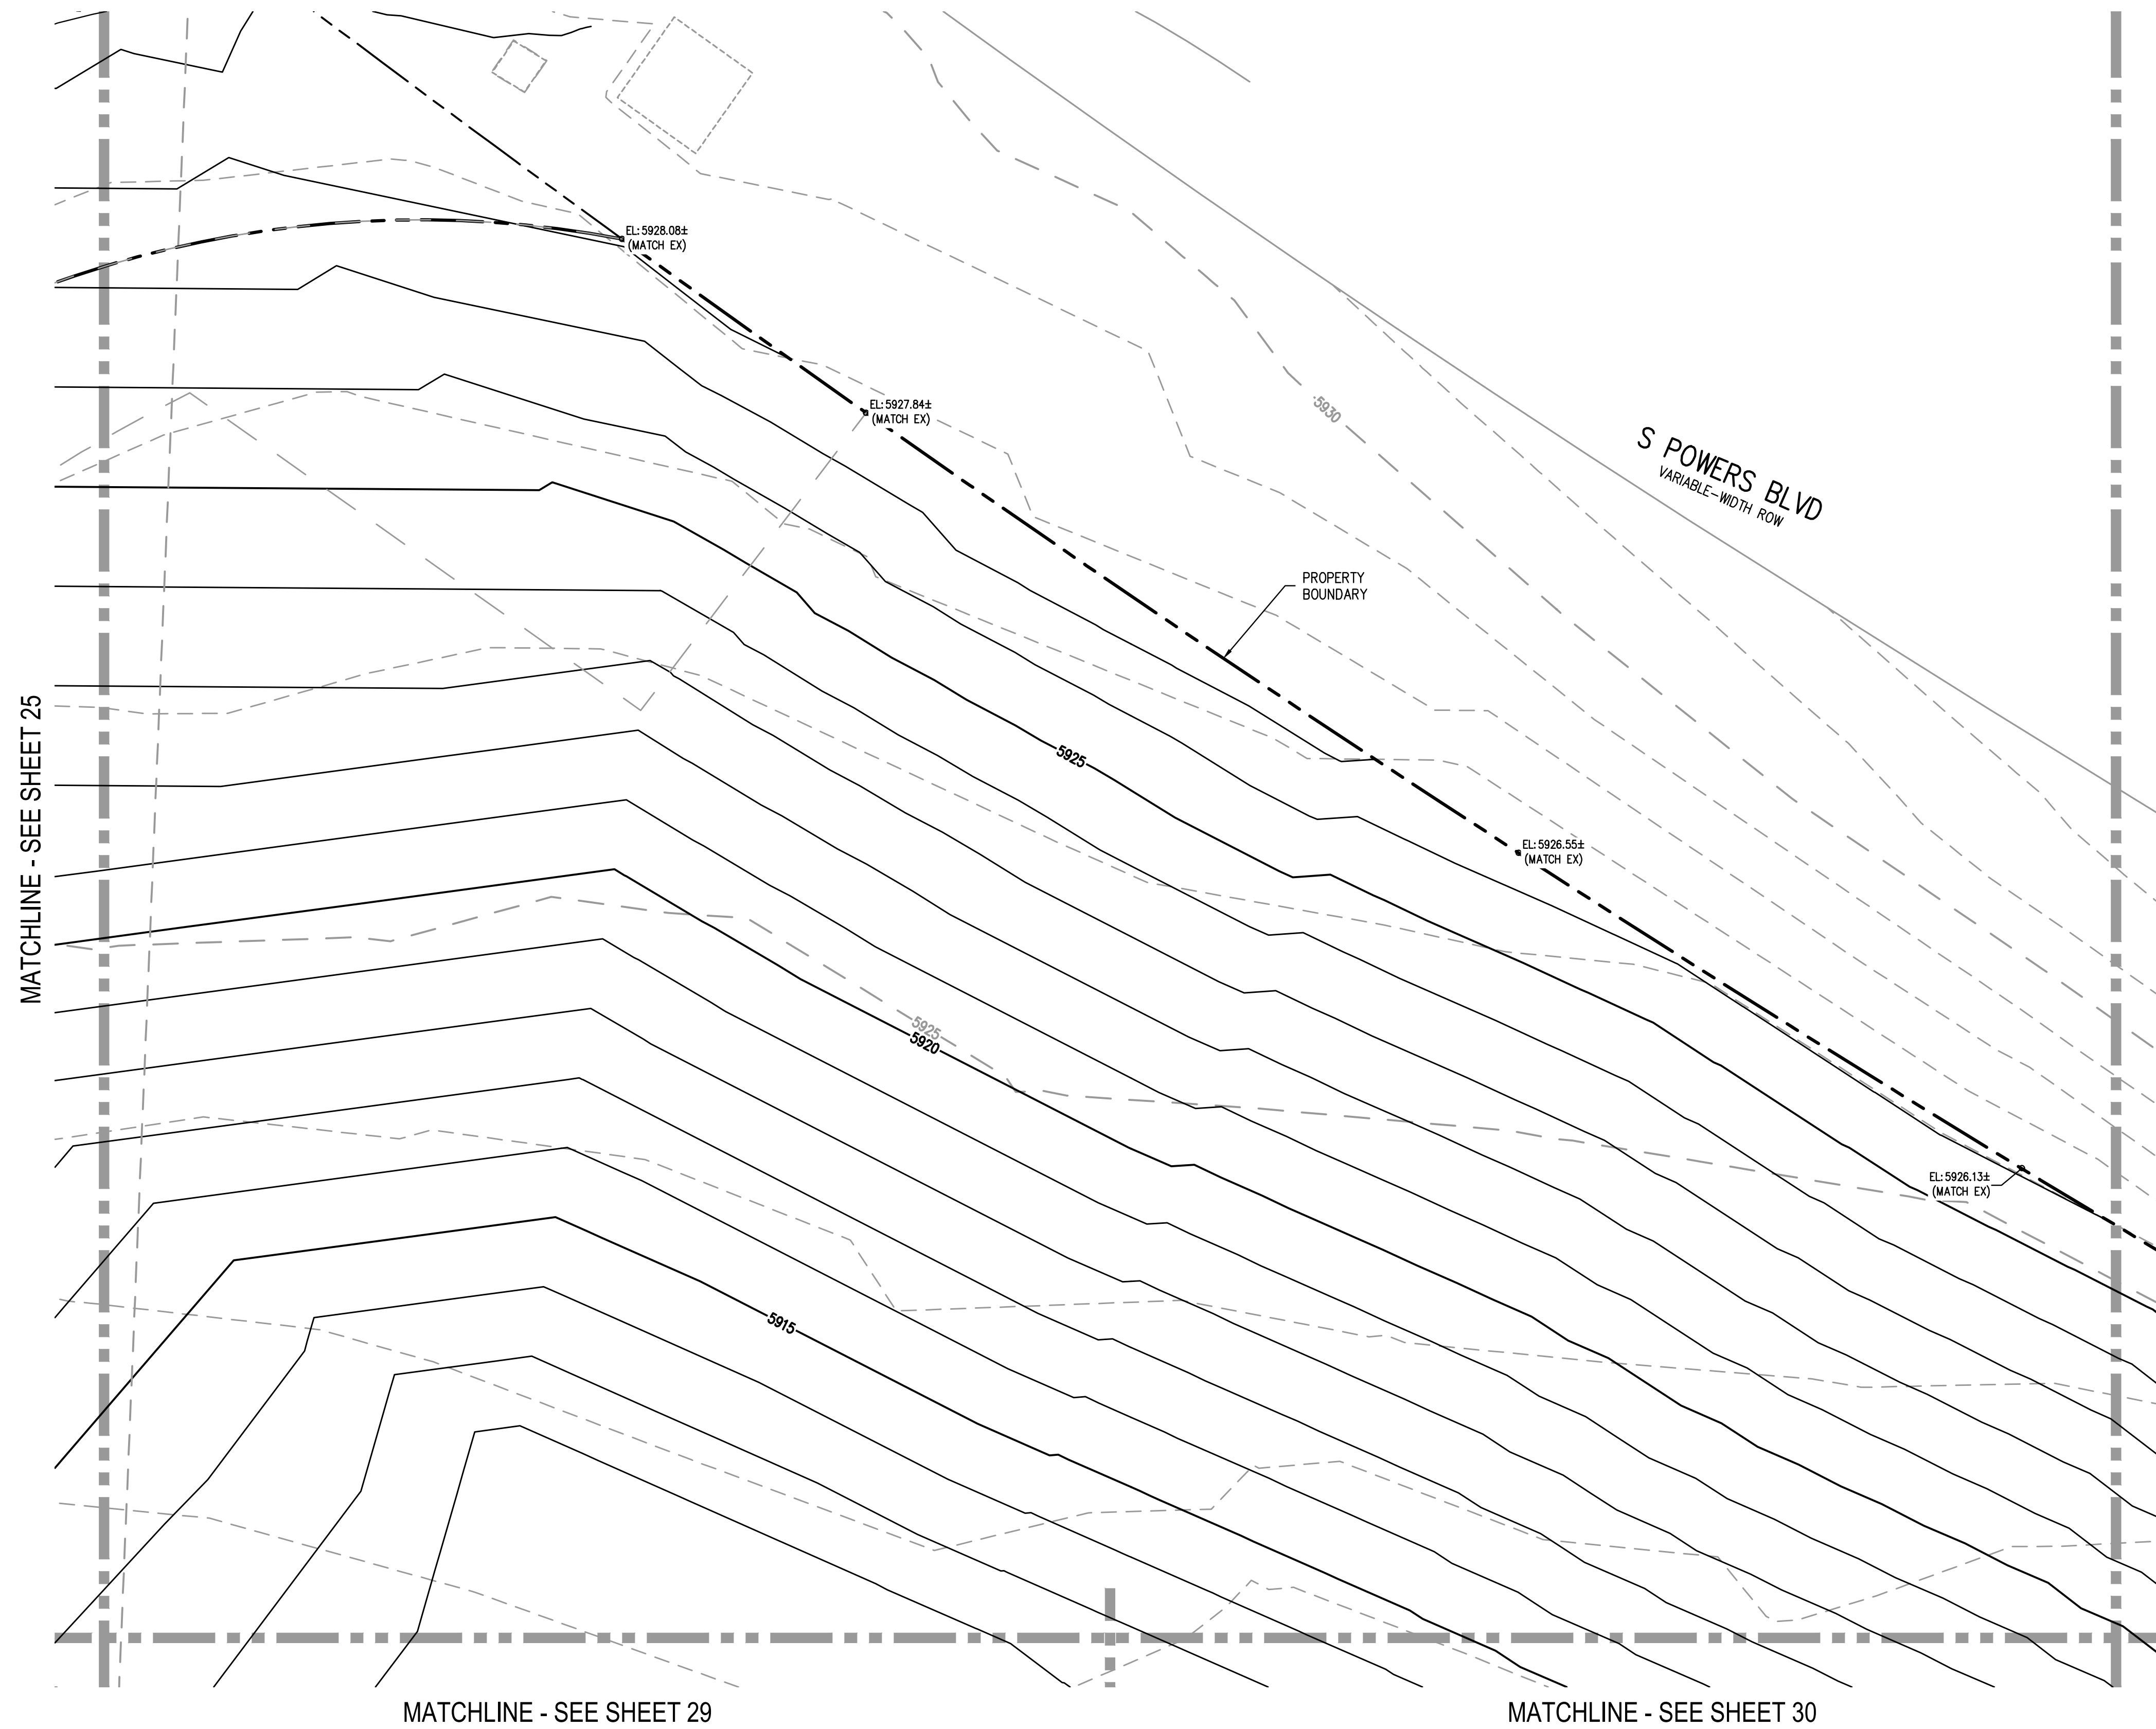 EL: 5928.08±
(MATCH EX)
EL: 5927.84±
(MATCH EX)
5930
S POWERS BLVD
VARIABLE-WIDTH ROW
PROPERTY
BOUNDARY
MATCHLINE - SEE SHEET 25
5925
EL: 5926.55±
(MATCH EX)
5925
5920
EL: 5926.13±
(MATCH EX)
5915
MATCHLINE - SEE SHEET 29
MATCHLINE - SEE SHEET 30